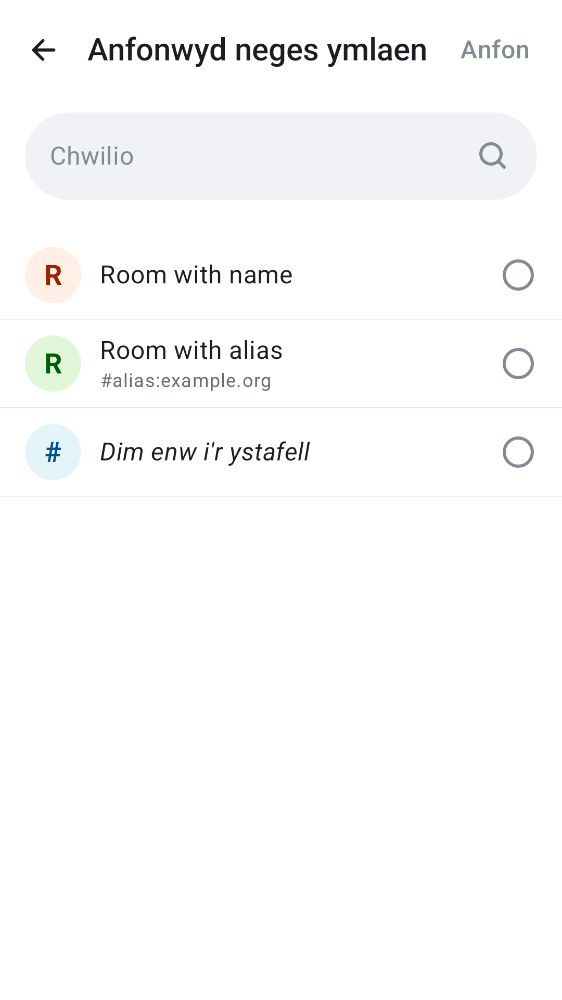 Anfonwyd neges ymlaen
Anfon
Chwilio
R
Room with name
R
Room with alias
#alias:example.org
#
Dim enw i'r ystafell